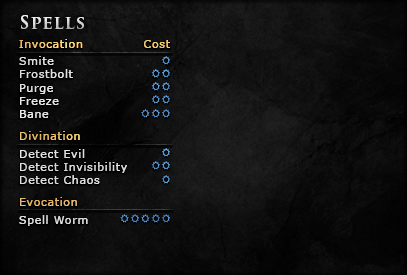 Spells
Invocation Cost
Smite
Frostbolt
Purge
Freeze
Bane
Divination
Detect Evil
Detect Invisibility
Detect Chaos
Evocation
Spell Worm